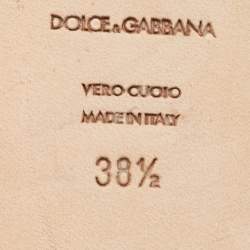 DOLCE&GABBANA
VERO CUOIO
MADE IN ITALY
38½